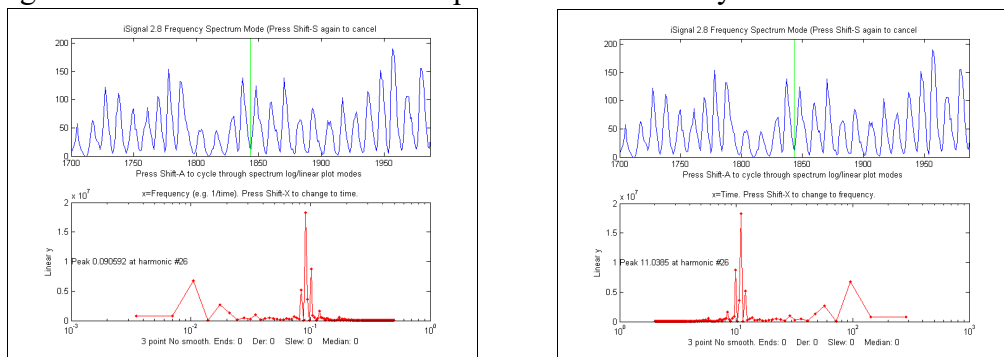 iSignal 2.8 Frequency Spectrum Mode (Press Shift-S again to cancel
200
150
100
50
0
1700 1750 1800 1850 1900 1950
Press Shift-A to cycle through spectrum log/linear plot modes
x=Frequency (e.g. 1/time). Press Shift-X to change to time.
x 10^7
2
1.5
1
0.5
0
Linear y
Peak 0.090592 at harmonic #26
10^-3 10^-2 10^-1 10^0
3 point No smooth. Ends: 0 Der: 0 Slew: 0 Median: 0
iSignal 2.8 Frequency Spectrum Mode (Press Shift-S again to cancel
200
150
100
50
0
1700 1750 1800 1850 1900 1950
Press Shift-A to cycle through spectrum log/linear plot modes
x=Time. Press Shift-X to change to frequency.
x 10^7
2
1.5
1
0.5
0
Linear y
Peak 11.0385 at harmonic #26
10^0 10^1 10^2 10^3
3 point No smooth. Ends: 0 Der: 0 Slew: 0 Median: 0